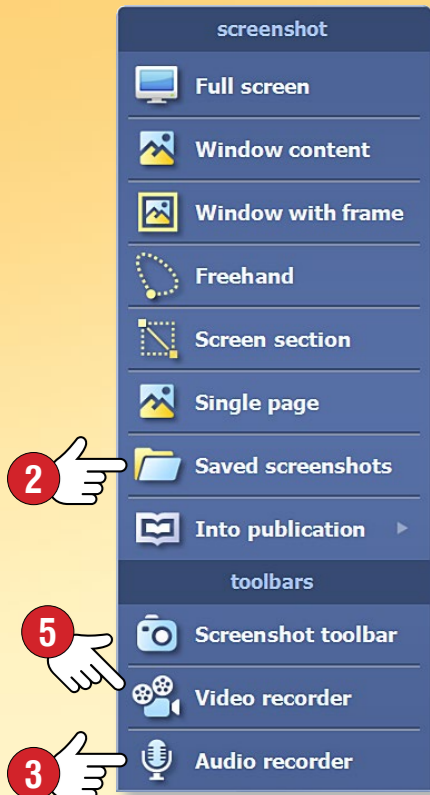 screenshot
Full screen
Window content
Window with frame
Freehand
Screen section
Single page
2
Saved screenshots
Into publication
toolbars
5
Screenshot toolbar
Video recorder
3
Audio recorder